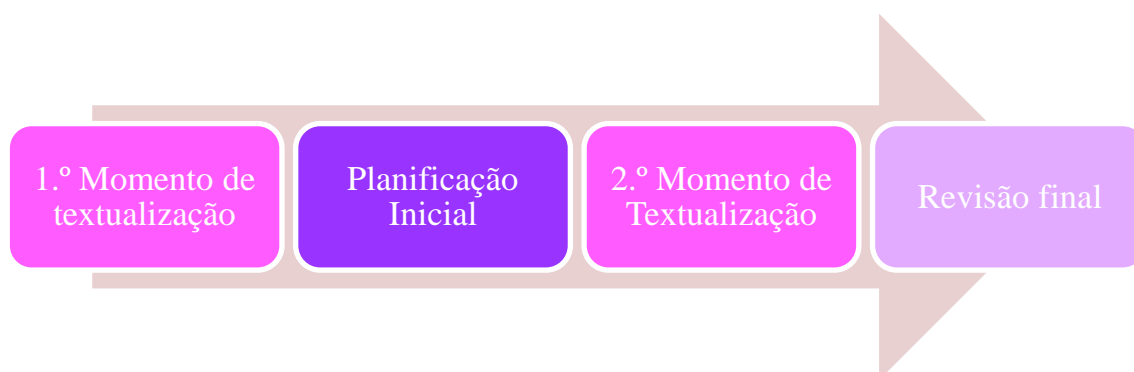 1.º Momento de
textualização
Planificação
Inicial
2.º Momento de
Textualização
Revisão final